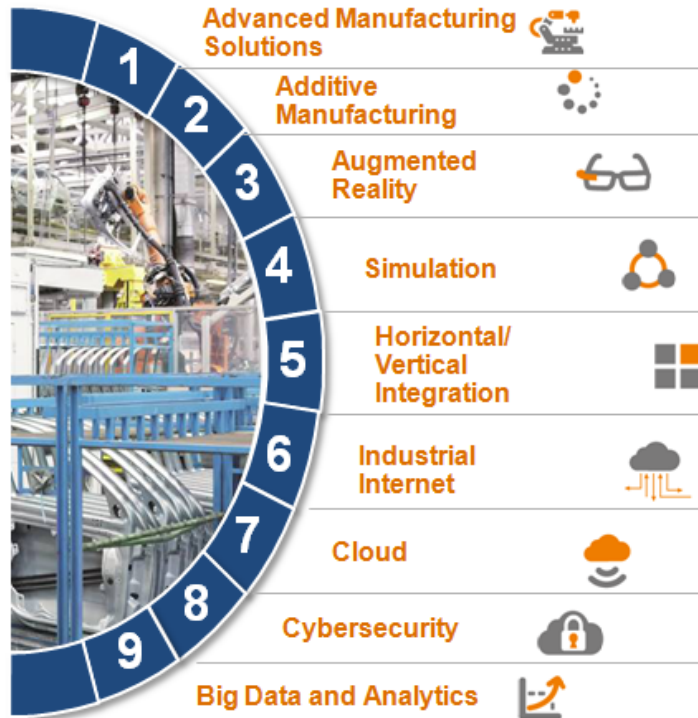 1
Advanced Manufacturing
Solutions
2
Additive
Manufacturing
3
Augmented
Reality
4
Simulation
5
Horizontal/
Vertical
Integration
6
Industrial
Internet
7
Cloud
8
Cybersecurity
9
Big Data and Analytics